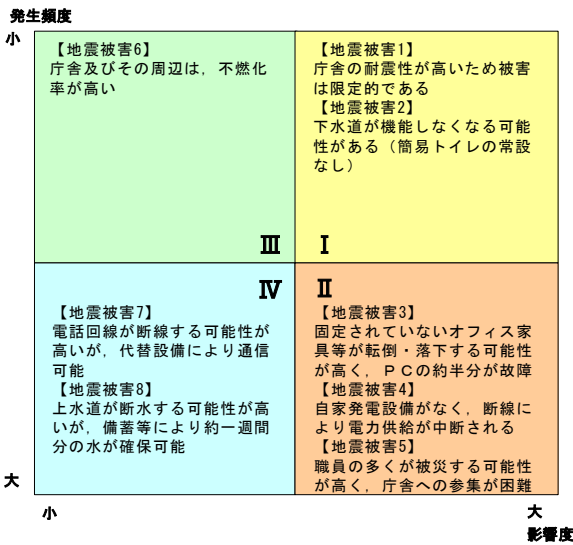 発生頻度
小
【地震被害6】
庁舎及びその周辺は，不燃化
率が高い
Ⅲ
【地震被害1】
庁舎の耐震性が高いため被害
は限定的である
【地震被害2】
下水道が機能しなくなる可能
性がある（簡易トイレの常設
なし）
Ⅰ
Ⅳ
【地震被害7】
電話回線が断線する可能性が
高いが，代替設備により通信
可能
【地震被害8】
上水道が断水する可能性が高
いが，備蓄等により約一週間
分の水が確保可能
Ⅱ
【地震被害3】
固定されていないオフィス家
具等が転倒・落下する可能性
が高く，ＰＣの約半分が故障
【地震被害4】
自家発電設備がなく，断線に
より電力供給が中断される
【地震被害5】
職員の多くが被災する可能性
が高く，庁舎への参集が困難
大
小
大
影響度